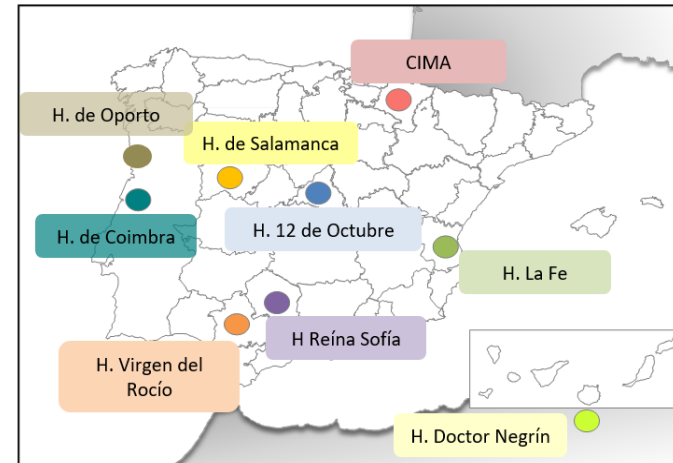 CIMA
H. de Oporto
H. de Salamanca
H. de Coimbra
H. 12 de Octubre
H. La Fe
H Reína Sofía
H. Virgen del
Rocío
H. Doctor Negrín